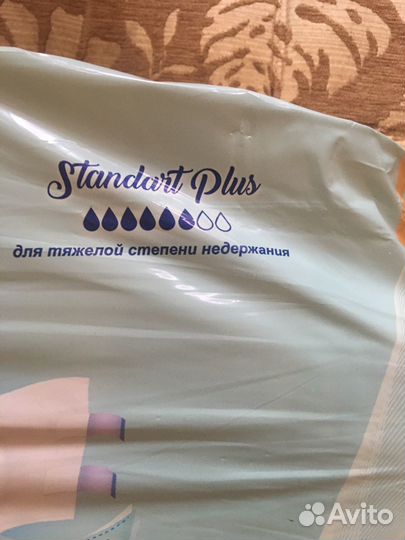 Standart Plus
для тяжелой степени недержания
Avito